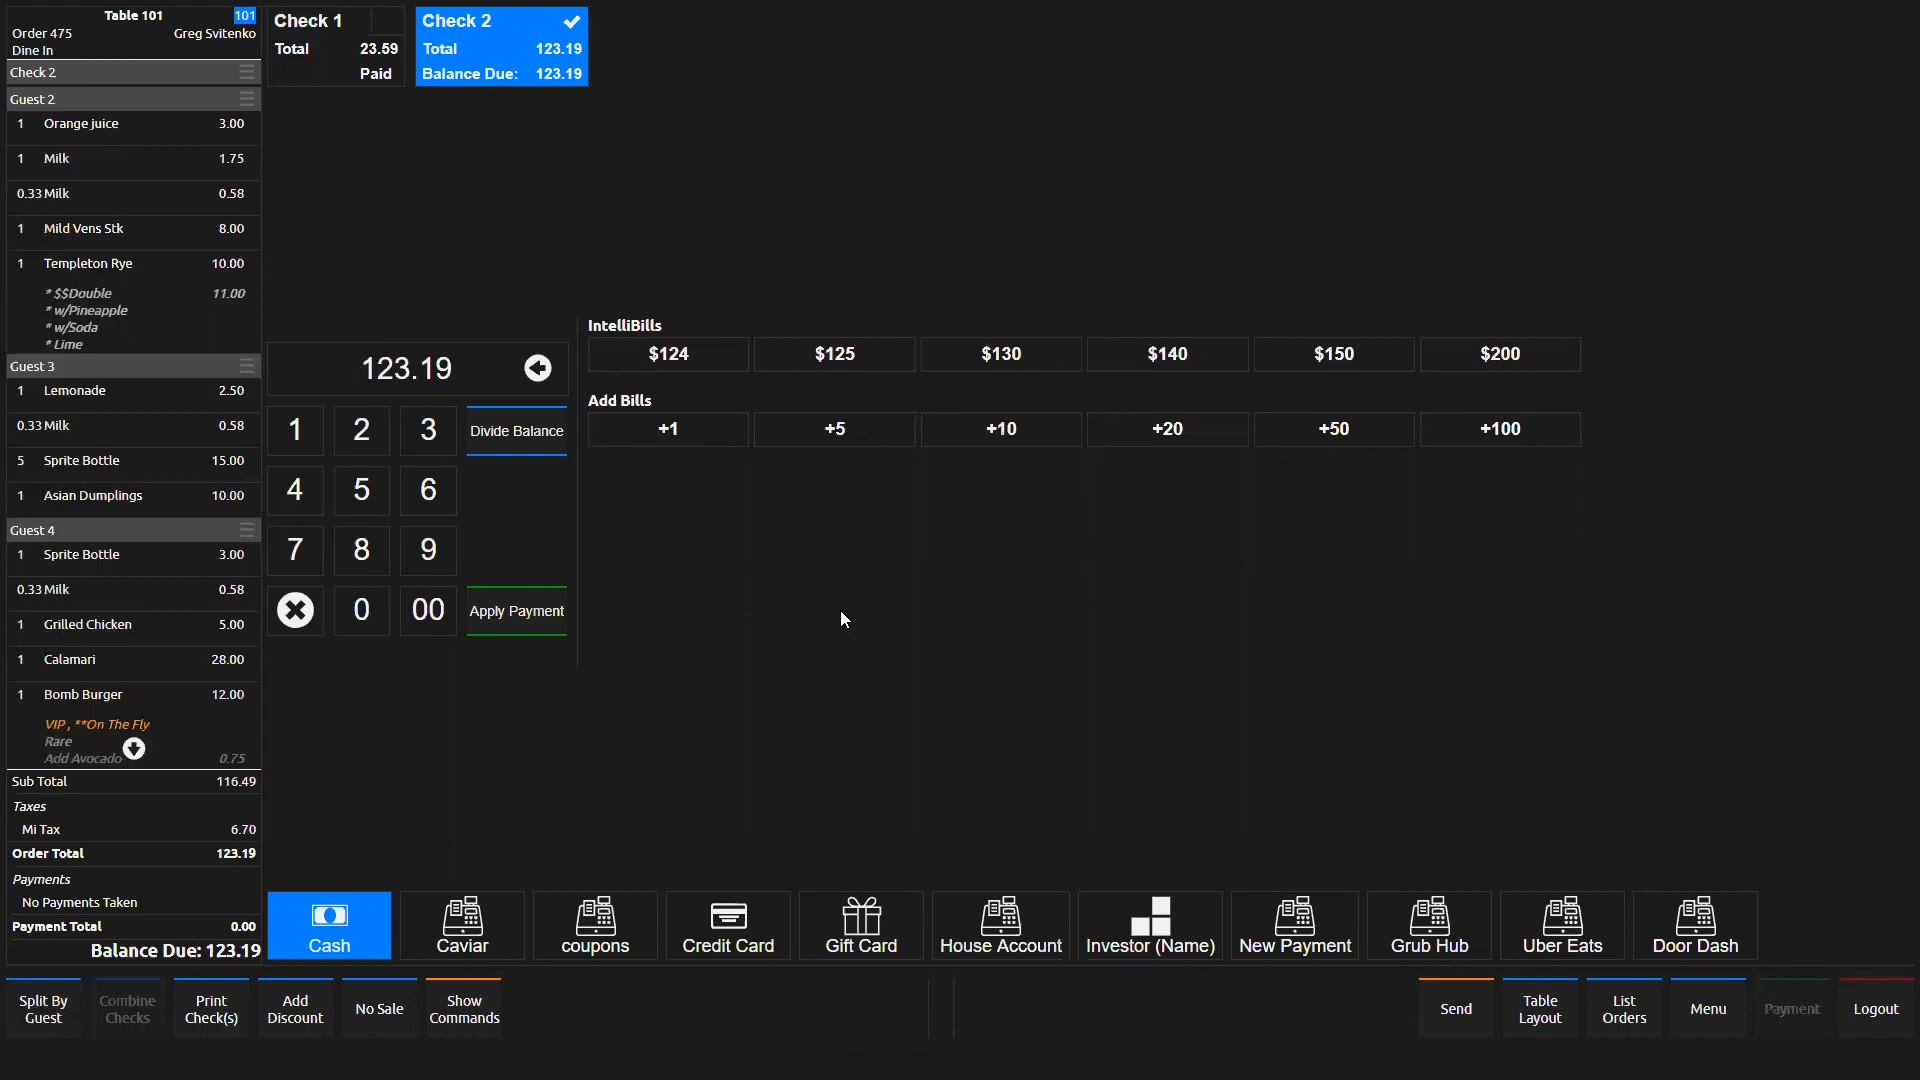 Table 101 101
Order 475 Greg Svitenko
Dine In
Check 2
Guest 2
1 Orange juice 3.00
1 Milk 1.75
0.33 Milk 0.58
1 Mild Vens Stk 8.00
1 Templeton Rye 10.00
* $$Double 11.00
* w/Pineapple
* w/Soda
* Lime
Guest 3
1 Lemonade 2.50
0.33 Milk 0.58
5 Sprite Bottle 15.00
1 Asian Dumplings 10.00
Guest 4
1 Sprite Bottle 3.00
0.33 Milk 0.58
1 Grilled Chicken 5.00
1 Calamari 28.00
1 Bomb Burger 12.00
VIP , **On The Fly
Rare
Add Avocado 0.75
Sub Total 116.49
Taxes
Mi Tax 6.70
Order Total 123.19
Payments
No Payments Taken
Payment Total 0.00
Balance Due: 123.19
Check 1
Total 23.59
Paid
Check 2
Total 123.19
Balance Due: 123.19
123.19
1 2 3 Divide Balance
4 5 6
7 8 9
0 00 Apply Payment
IntelliBills
$124 $125 $130 $140 $150 $200
Add Bills
+1 +5 +10 +20 +50 +100
Cash Caviar coupons Credit Card Gift Card House Account Investor (Name) New Payment Grub Hub Uber Eats Door Dash
Split By
Guest
Combine
Checks
Print
Check(s)
Add
Discount
No Sale
Show
Commands
Send
Table
Layout
List
Orders
Menu
Payment
Logout